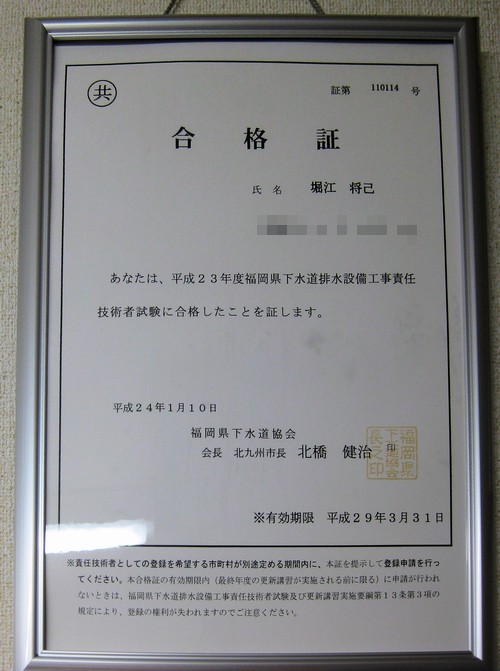 共
証第 110114 号
合格証
氏名 堀江 将己
あなたは、平成23年度福岡県下水道排水設備工事責任
技術者試験に合格したことを証します。
平成24年1月10日
福岡県下水道協会
会長 北九州市長 北橋 健治 印
福岡県
下水道協会
長之印
※有効期限 平成29年3月31日
※責任技術者としての登録を希望する市町村が別途定める期間内に、本証を提示して登録申請を行っ
てください。本合格証の有効期限内（最終年度の更新講習が実施される前に限る）に申請が行われ
ないときは、福岡県下水道排水設備工事責任技術者試験及び更新講習実施要綱第13条第3項の
規定により、登録の権利が失われますのでご注意ください。